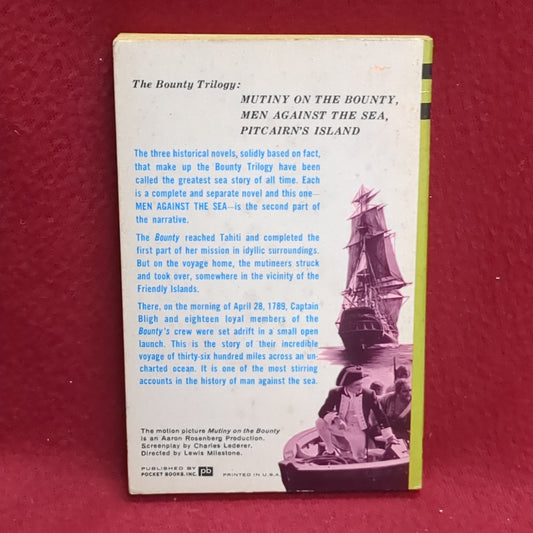 The Bounty Trilogy:
MUTINY ON THE BOUNTY,
MEN AGAINST THE SEA,
PITCAIRN'S ISLAND
The three historical novels, solidly based on fact,
that make up the Bounty Trilogy have been
called the greatest sea story of all time. Each
is a complete and separate novel and this one—
MEN AGAINST THE SEA—is the second part of
the narrative.
The Bounty reached Tahiti and completed the
first part of her mission in idyllic surroundings.
But on the voyage home, the mutineers struck
and took over, somewhere in the vicinity of the
Friendly Islands.
There, on the morning of April 28, 1789, Captain
Bligh and eighteen loyal members of the
Bounty's crew were set adrift in a small open
launch. This is the story of their incredible
voyage of thirty-six hundred miles across an un-
charted ocean. It is one of the most stirring
accounts in the history of man against the sea.
The motion picture Mutiny on the Bounty
is an Aaron Rosenberg Production.
Screenplay by Charles Lederer.
Directed by Lewis Milestone.
PUBLISHED BY
POCKET BOOKS, INC.
pb
PRINTED IN U.S.A.